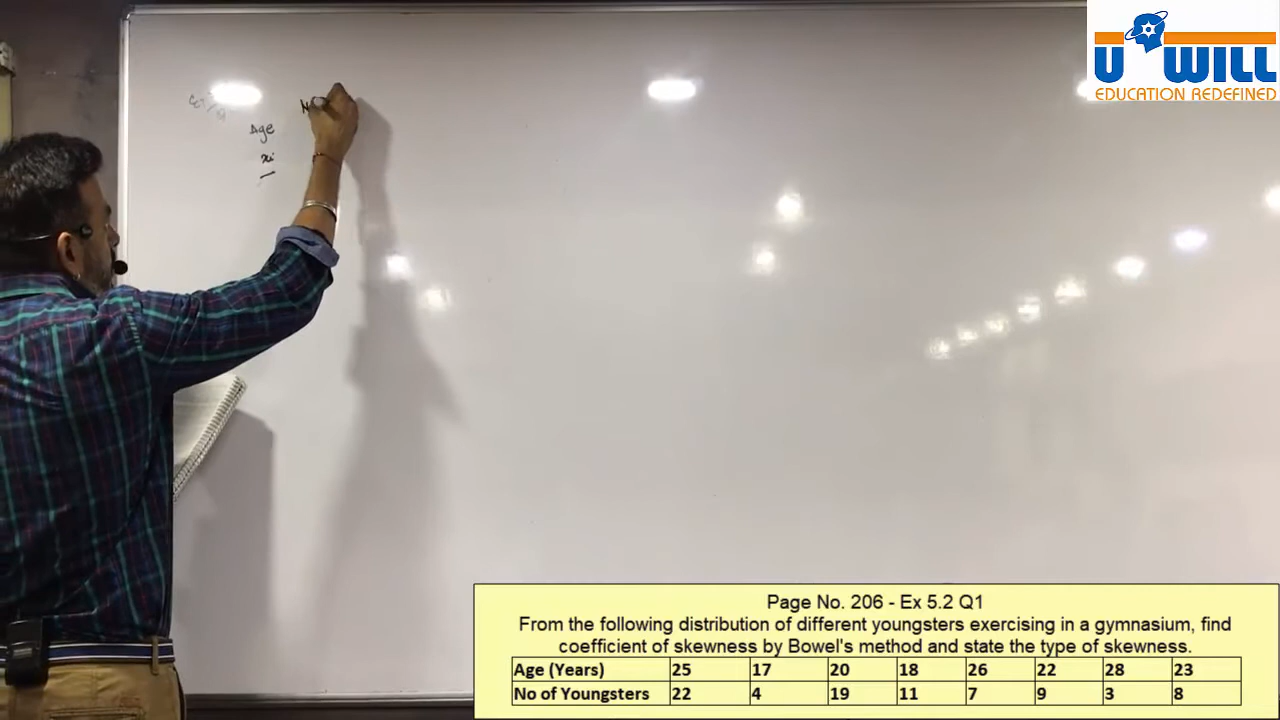 U WILL
EDUCATION REDEFINED
Age
xi
Page No. 206 - Ex 5.2 Q1
From the following distribution of different youngsters exercising in a gymnasium, find
coefficient of skewness by Bowel's method and state the type of skewness.
Age (Years) 25 17 20 18 26 22 28 23
No of Youngsters 22 4 19 11 7 9 3 8